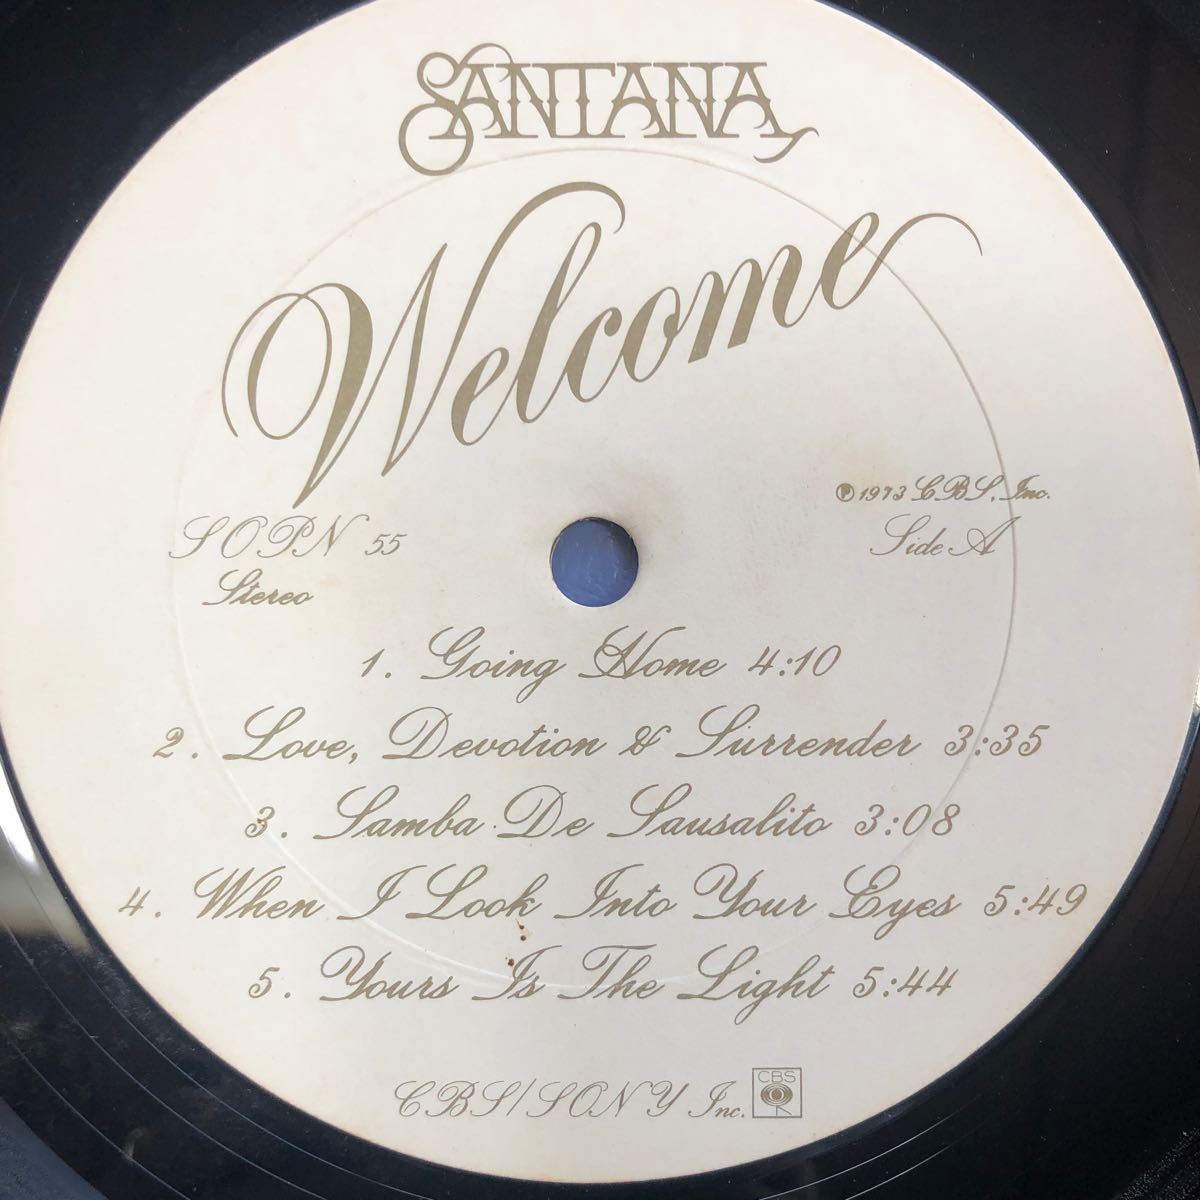 SANTANA
Welcome
℗ 1973 CBS, Inc.
SOPN 55
Side A
Stereo
1. Going Home 4:10
2. Love, Devotion & Surrender 3:35
3. Samba De Sausalito 3:08
4. When I Look Into Your Eyes 5:49
5. Yours Is The Light 5:44
CBS/SONY Inc.
CBS